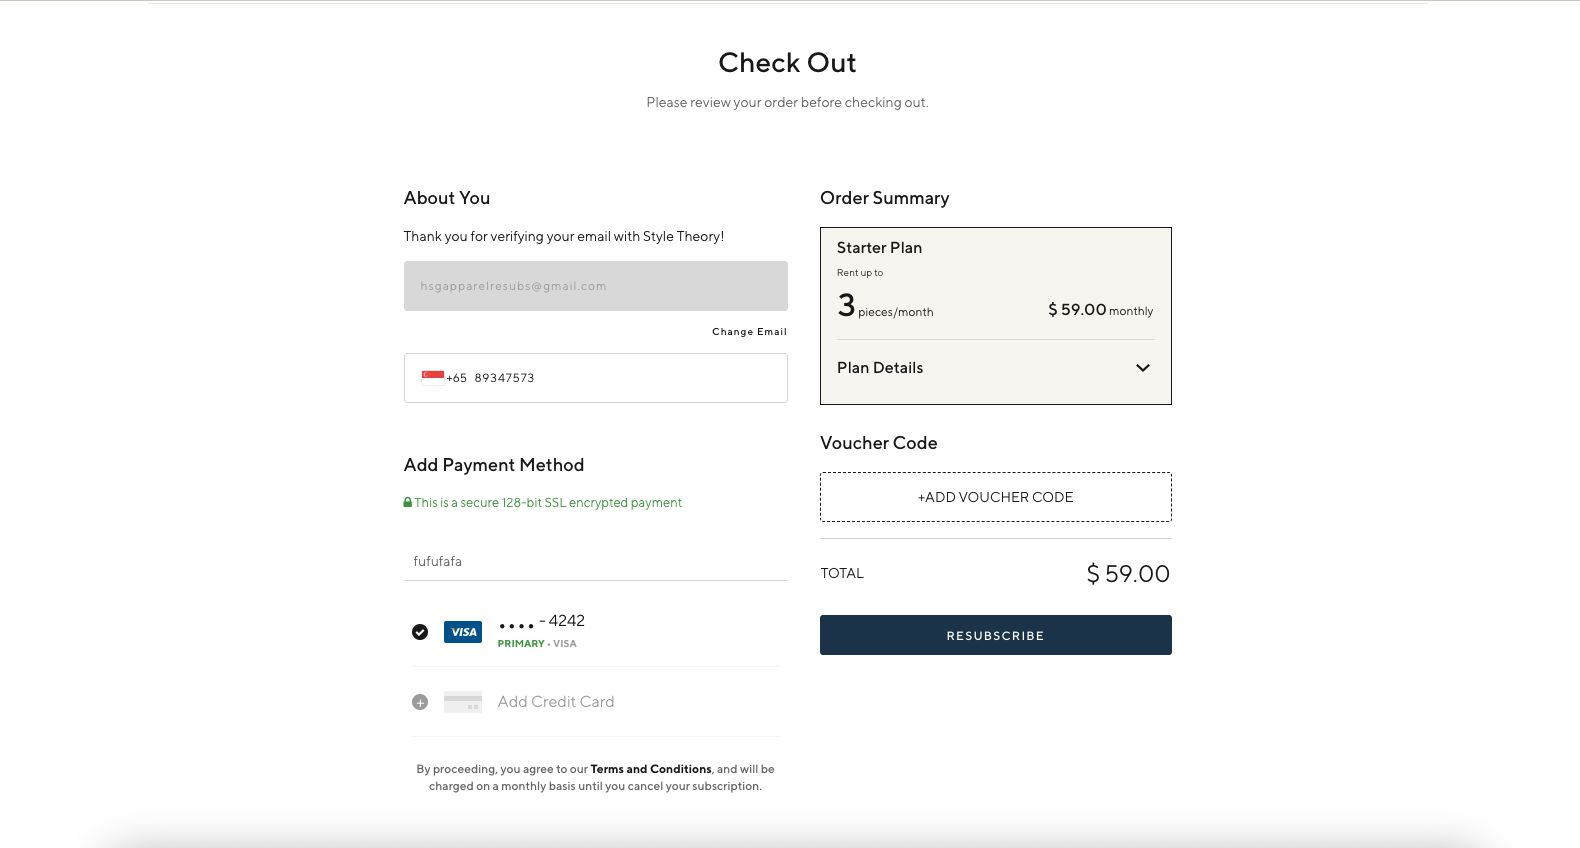 Check Out
Please review your order before checking out.
About You
Thank you for verifying your email with Style Theory!
hsgapparelresubs@gmail.com
Change Email
+65 89347573
Add Payment Method
This is a secure 128-bit SSL encrypted payment
fufufafa
VISA
•••• - 4242
PRIMARY • VISA
Add Credit Card
By proceeding, you agree to our Terms and Conditions, and will be
charged on a monthly basis until you cancel your subscription.
Order Summary
Starter Plan
Rent up to
3 pieces/month
$ 59.00 monthly
Plan Details
Voucher Code
+ADD VOUCHER CODE
TOTAL
$ 59.00
RESUBSCRIBE